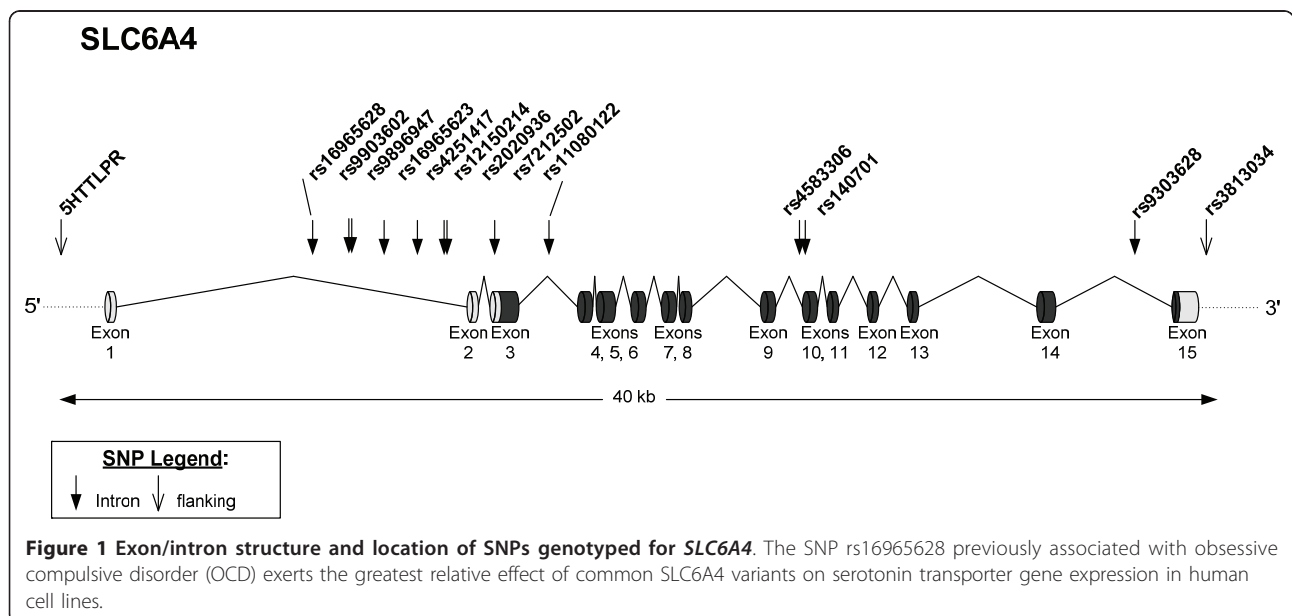 SLC6A4
5HTTLPR
rs16965628
rs9903602
rs9896947
rs16965623
rs4251417
rs12150214
rs2020936
rs7212502
rs11080122
rs4583306
rs140701
rs9303628
rs3813034
5'
3'
Exon 1
Exon 2
Exon 3
Exons 4, 5, 6
Exons 7, 8
Exon 9
Exons 10, 11
Exon 12
Exon 13
Exon 14
Exon 15
40 kb
SNP Legend:
Intron flanking
Figure 1 Exon/intron structure and location of SNPs genotyped for SLC6A4. The SNP rs16965628 previously associated with obsessive
compulsive disorder (OCD) exerts the greatest relative effect of common SLC6A4 variants on serotonin transporter gene expression in human
cell lines.